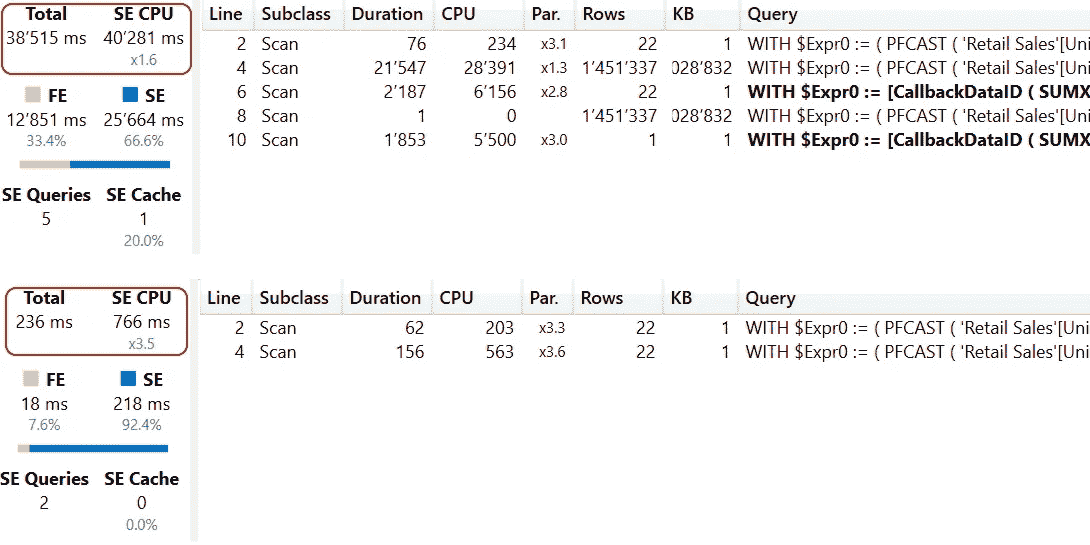 Total SE CPU Line Subclass Duration CPU Par. Rows KB Query
38’515 ms 40’281 ms
x1.6
2 Scan 76 234 x3.1 22 1 WITH $Expr0 := ( PFCAST ( 'Retail Sales'[Uni
4 Scan 21’547 28’391 x1.3 1’451’337 028’832 WITH $Expr0 := ( PFCAST ( 'Retail Sales'[Uni
FE SE
6 Scan 2’187 6’156 x2.8 22 1 WITH $Expr0 := [CallbackDataID ( SUMX
12’851 ms 25’664 ms
8 Scan 1 0 1’451’337 028’832 WITH $Expr0 := ( PFCAST ( 'Retail Sales'[Uni
33.4% 66.6%
10 Scan 1’853 5’500 x3.0 1 1 WITH $Expr0 := [CallbackDataID ( SUMX
SE Queries SE Cache
5 1
20.0%
Total SE CPU Line Subclass Duration CPU Par. Rows KB Query
236 ms 766 ms
x3.5
2 Scan 62 203 x3.3 22 1 WITH $Expr0 := ( PFCAST ( 'Retail Sales'[Uni
4 Scan 156 563 x3.6 22 1 WITH $Expr0 := ( PFCAST ( 'Retail Sales'[Uni
FE SE
18 ms 218 ms
7.6% 92.4%
SE Queries SE Cache
2 0
0.0%